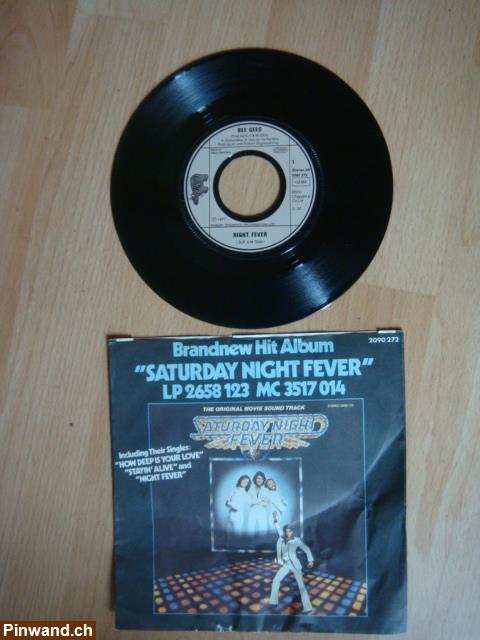 BEE GEES
1
NIGHT FEVER
2090 272
Brandnew Hit Album
"SATURDAY NIGHT FEVER"
LP 2658 123 MC 3517 014
THE ORIGINAL MOVIE SOUND TRACK
SATURDAY NIGHT
FEVER
Including Their Singles:
"HOW DEEP IS YOUR LOVE"
"STAYIN' ALIVE" and
"NIGHT FEVER"
Pinwand.ch